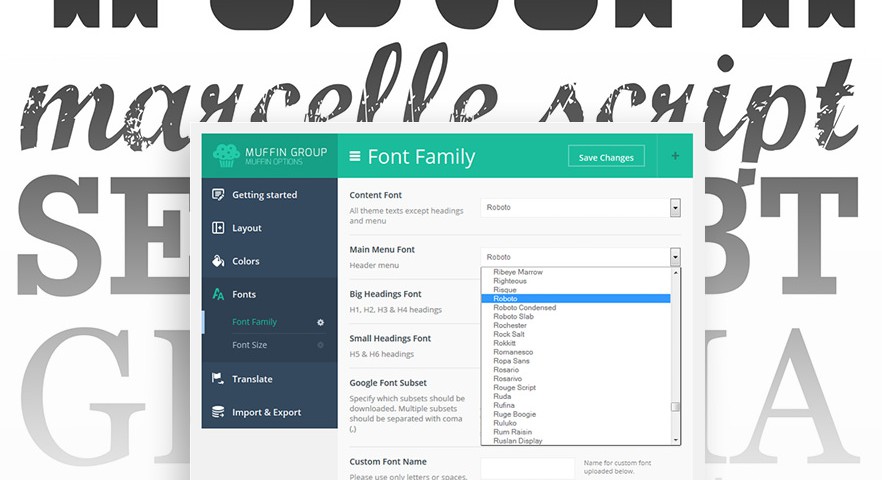 marcelle script
MUFFIN GROUP
MUFFIN OPTIONS
Font Family
Save Changes
+
Getting started
Layout
Colors
Fonts
Font Family
Font Size
Translate
Import & Export
Content Font
All theme texts except headings
and menu
Roboto
Main Menu Font
Header menu
Roboto
Ribeye Marrow
Righteous
Risque
Roboto
Roboto Condensed
Roboto Slab
Rochester
Rock Salt
Rokkitt
Romanesco
Ropa Sans
Rosario
Rosarivo
Rouge Script
Ruda
Rufina
Ruge Boogie
Ruluko
Rum Raisin
Ruslan Display
Big Headings Font
H1, H2, H3 & H4 headings
Small Headings Font
H5 & H6 headings
Google Font Subset
Specify which subsets should be
downloaded. Multiple subsets
should be separated with coma
(,)
Custom Font Name
Please use only letters or spaces,
Name for custom font
uploaded below.